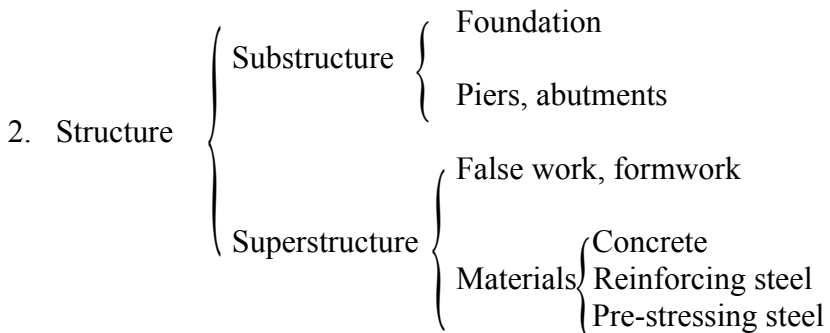 Foundation
Substructure
Piers, abutments
2. Structure
False work, formwork
Superstructure
Concrete
Materials
Reinforcing steel
Pre-stressing steel